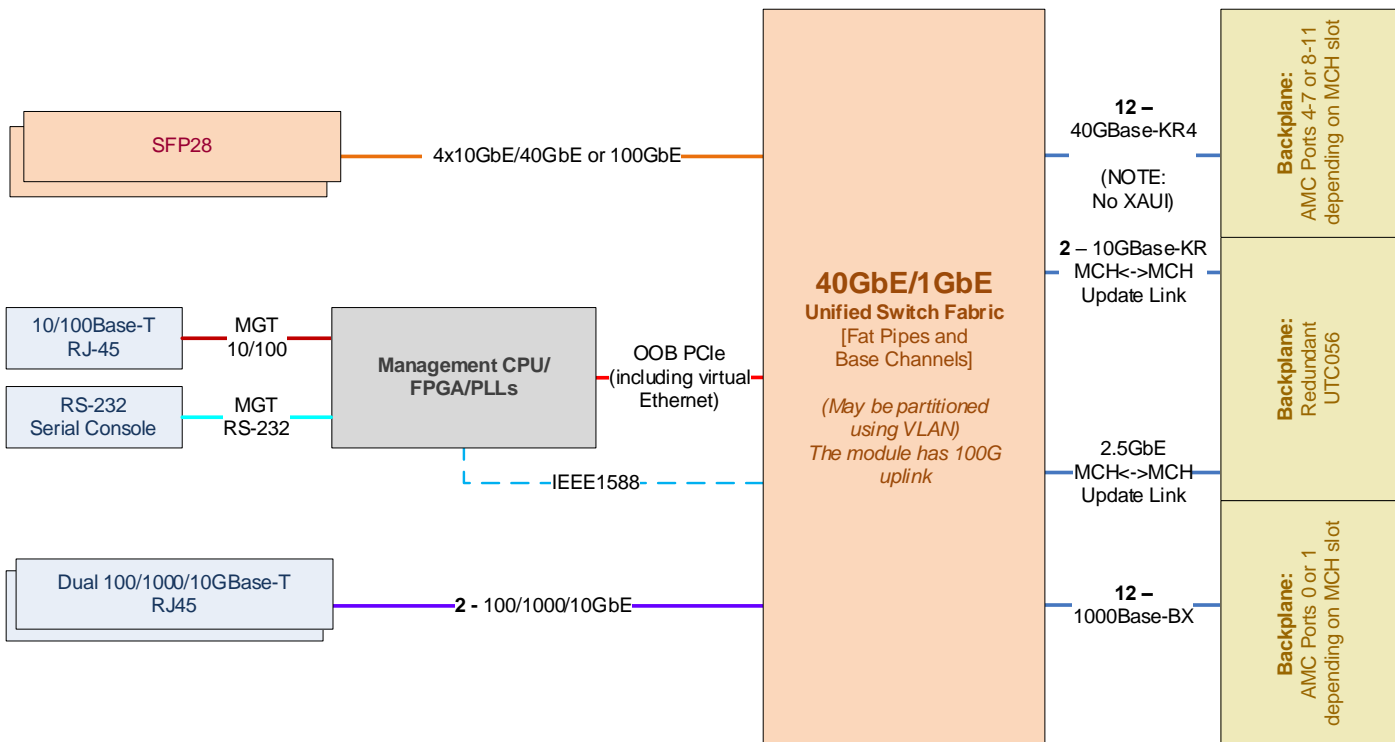 SFP28
4x10GbE/40GbE or 100GbE
10/100Base-T
RJ-45
MGT
10/100
RS-232
Serial Console
MGT
RS-232
Management CPU/
FPGA/PLLs
OOB PCIe
(including virtual
Ethernet)
IEEE1588
Dual 100/1000/10GBase-T
RJ45
2 - 100/1000/10GbE
40GbE/1GbE
Unified Switch Fabric
[Fat Pipes and
Base Channels]
(May be partitioned
using VLAN)
The module has 100G
uplink
12 –
40GBase-KR4
(NOTE:
No XAUI)
2 – 10GBase-KR
MCH<->MCH
Update Link
2.5GbE
MCH<->MCH
Update Link
12 –
1000Base-BX
Backplane:
AMC Ports 4-7 or 8-11
depending on MCH slot
Backplane:
Redundant
UTC056
Backplane:
AMC Ports 0 or 1
depending on MCH slot